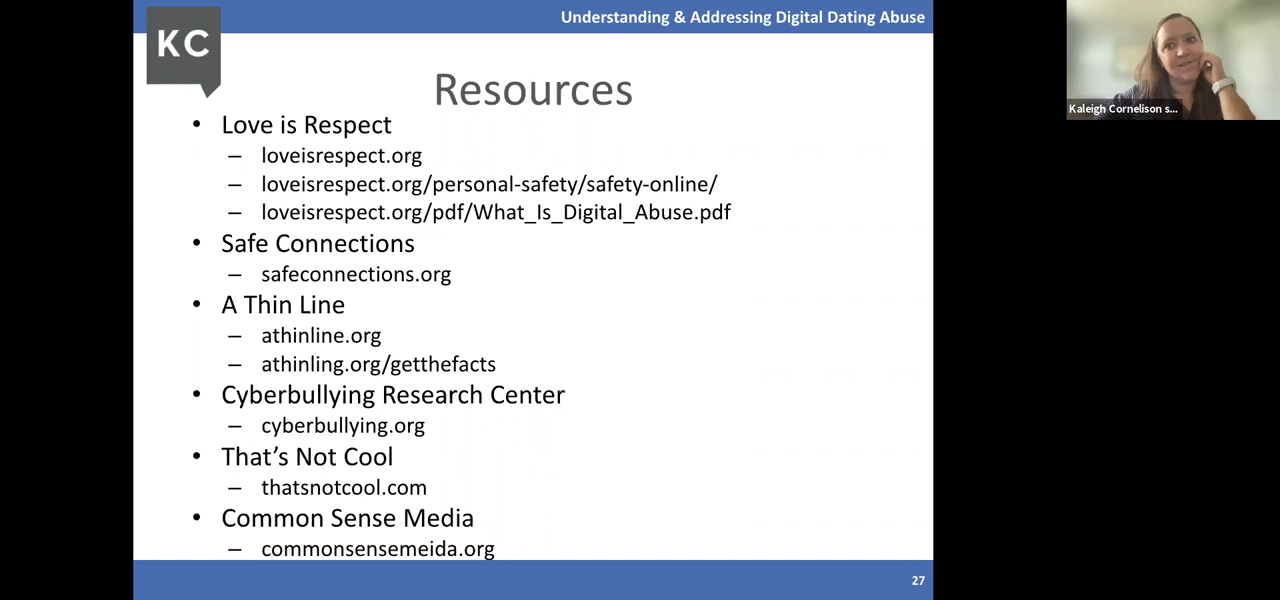 Understanding & Addressing Digital Dating Abuse
KC
Resources
• Love is Respect
– loveisrespect.org
– loveisrespect.org/personal-safety/safety-online/
– loveisrespect.org/pdf/What_Is_Digital_Abuse.pdf
• Safe Connections
– safeconnections.org
• A Thin Line
– athinline.org
– athinling.org/getthefacts
• Cyberbullying Research Center
– cyberbullying.org
• That’s Not Cool
– thatsnotcool.com
• Common Sense Media
– commonsensemeida.org
27
Kaleigh Cornelison s...